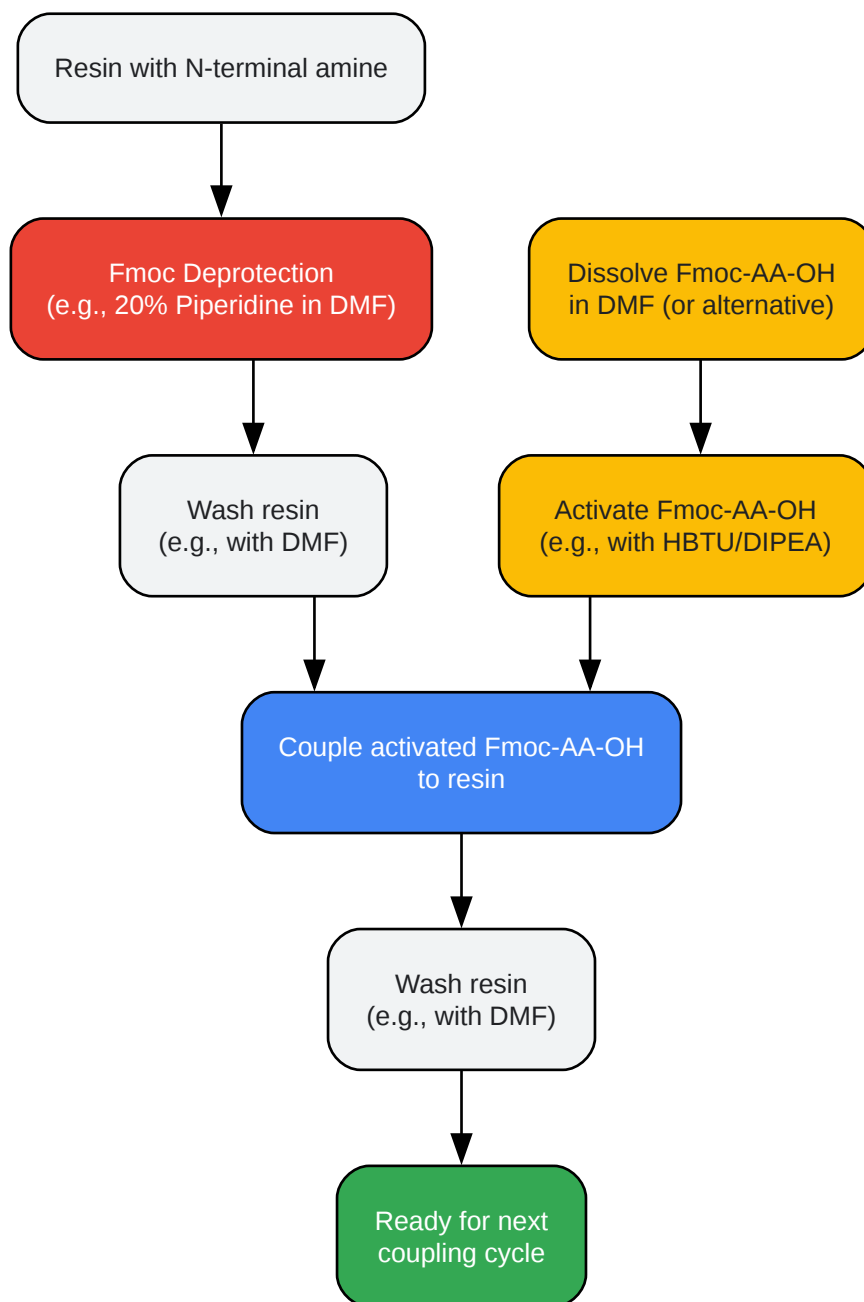 Resin with N-terminal amine
Fmoc Deprotection
(e.g., 20% Piperidine in DMF)
Dissolve Fmoc-AA-OH
in DMF (or alternative)
Wash resin
(e.g., with DMF)
Activate Fmoc-AA-OH
(e.g., with HBTU/DIPEA)
Couple activated Fmoc-AA-OH
to resin
Wash resin
(e.g., with DMF)
Ready for next
coupling cycle